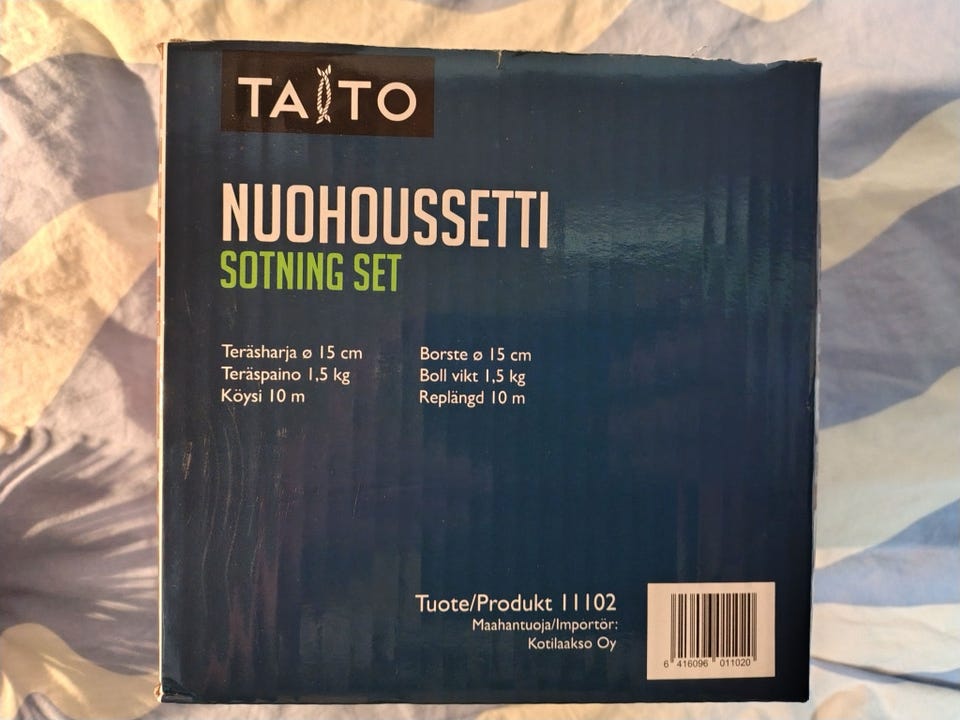 TAITO
NUOHOUSSETTI
SOTNING SET
Teräsharja ø 15 cm
Teräspaino 1,5 kg
Köysi 10 m
Borste ø 15 cm
Boll vikt 1,5 kg
Replängd 10 m
Tuote/Produkt 11102
Maahantuoja/Importör:
Kotilaakso Oy
6 416096 011020